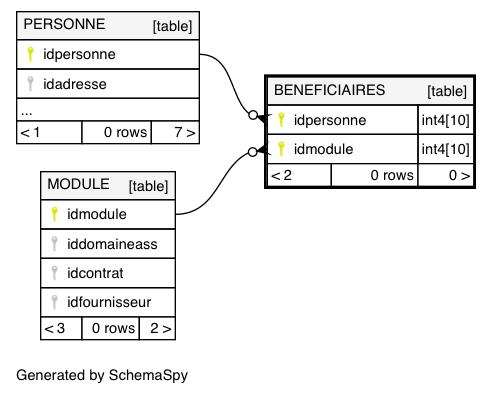 PERSONNE [table]
idpersonne
idadresse
...
< 1 0 rows 7 >
BENEFICIAIRES [table]
idpersonne int4[10]
idmodule int4[10]
< 2 0 rows 0 >
MODULE [table]
idmodule
iddomaineass
idcontrat
idfournisseur
< 3 0 rows 2 >
Generated by SchemaSpy